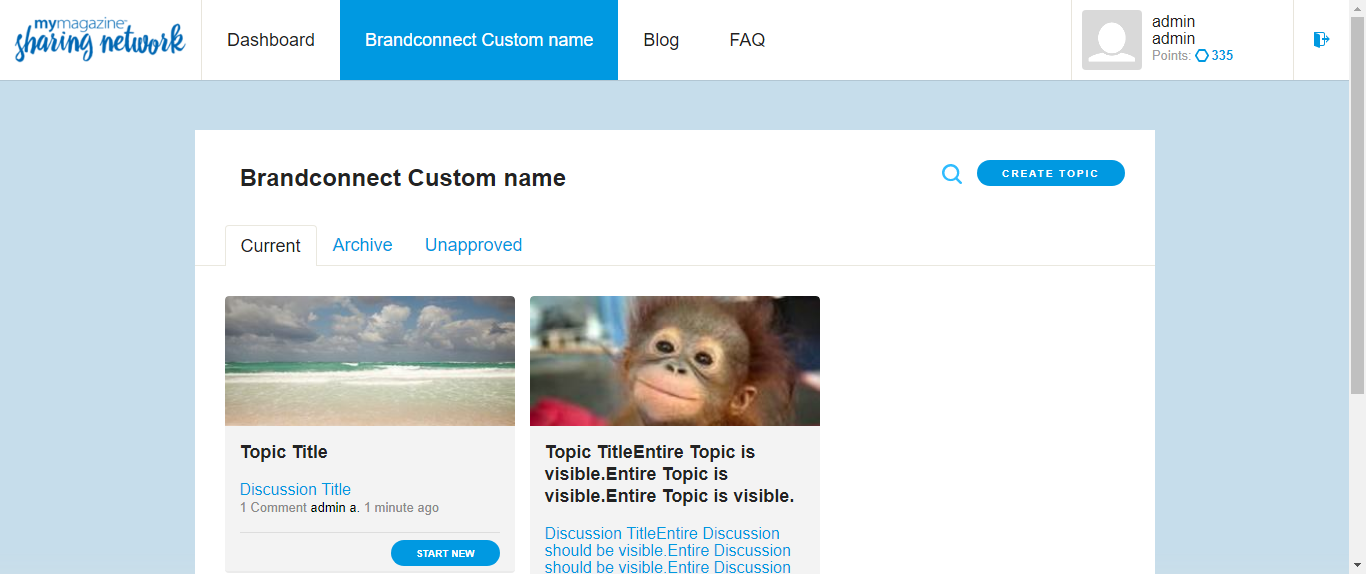 mymagazine
sharing network
Dashboard
Brandconnect Custom name
Blog
FAQ
admin
admin
Points: 335
Brandconnect Custom name
CREATE TOPIC
Current
Archive
Unapproved
Topic Title
Discussion Title
1 Comment admin a. 1 minute ago
START NEW
Topic TitleEntire Topic is
visible.Entire Topic is
visible.Entire Topic is visible.
Discussion TitleEntire Discussion
should be visible.Entire Discussion
should be visible.Entire Discussion